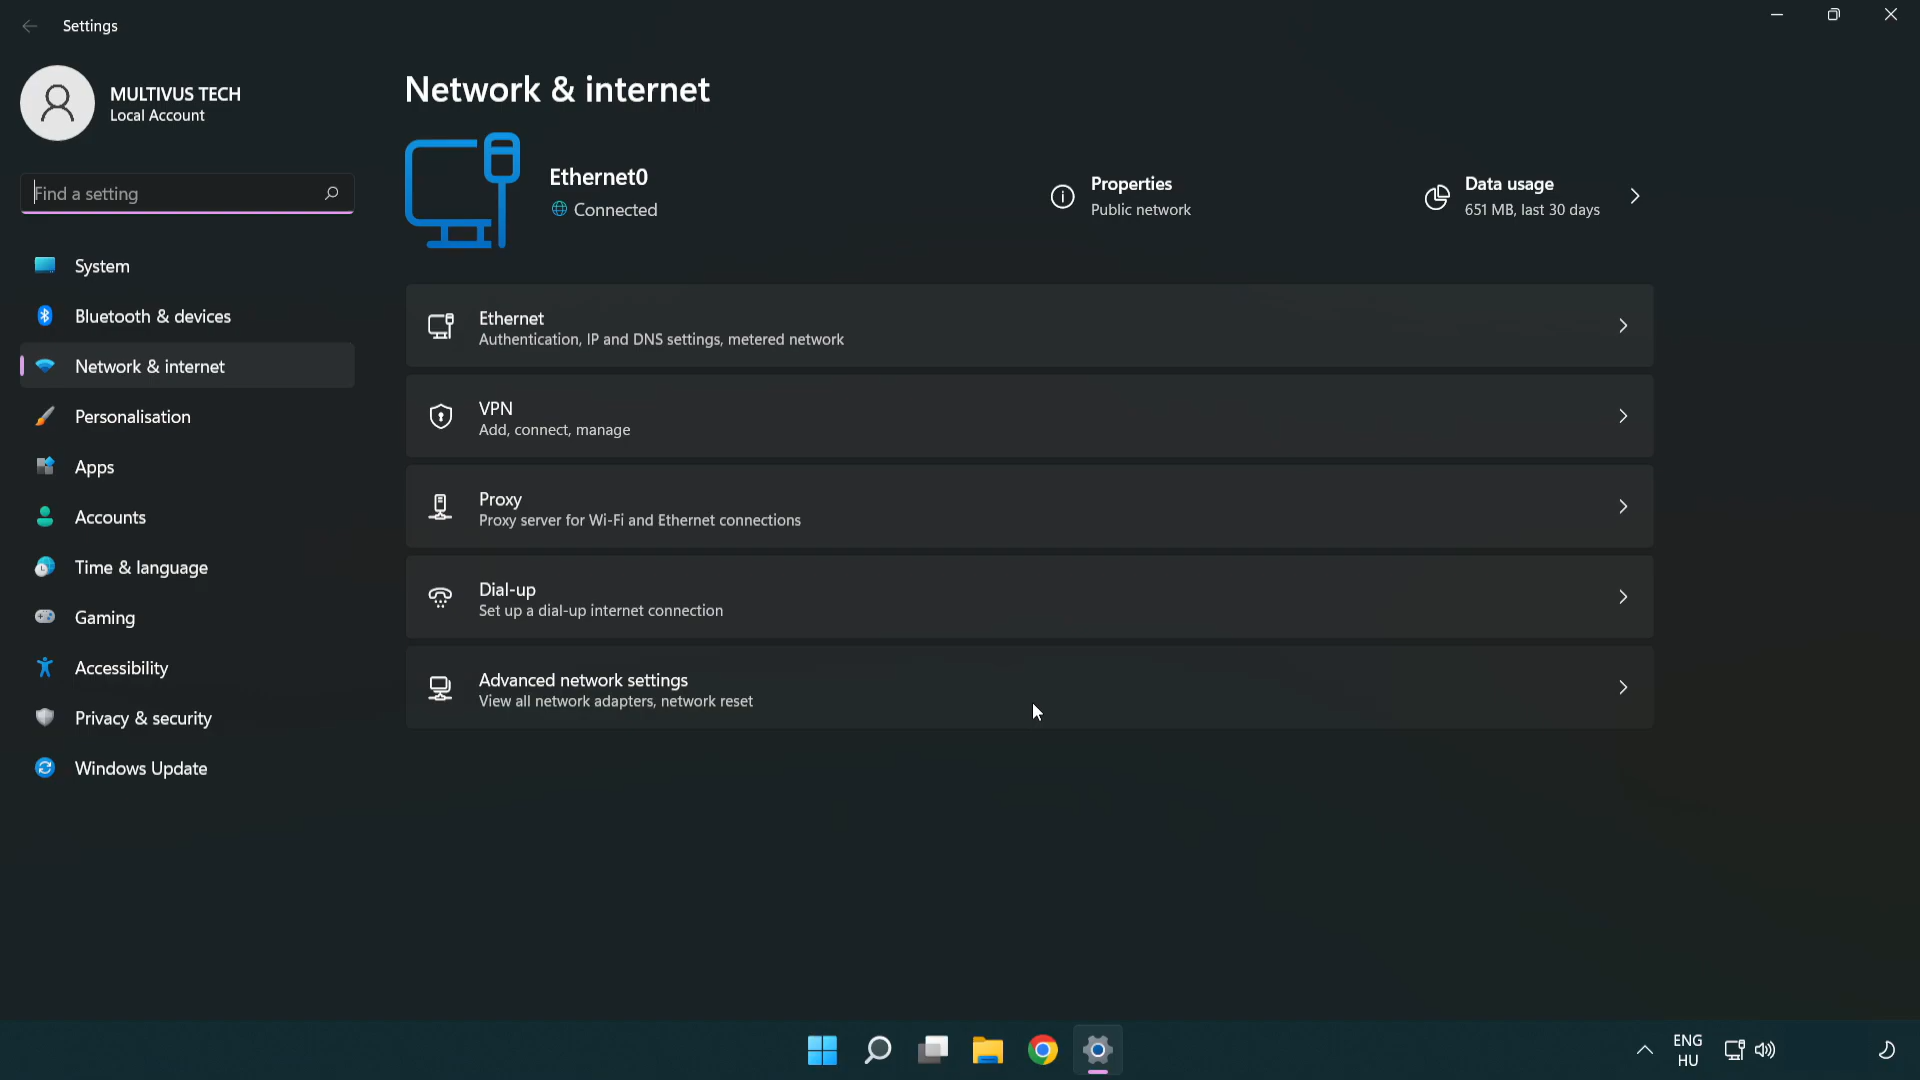 Settings
MULTIVUS TECH
Local Account
Find a setting
System
Bluetooth & devices
Network & internet
Personalisation
Apps
Accounts
Time & language
Gaming
Accessibility
Privacy & security
Windows Update
Network & internet
Ethernet0
Connected
Properties
Public network
Data usage
651 MB, last 30 days
Ethernet
Authentication, IP and DNS settings, metered network
VPN
Add, connect, manage
Proxy
Proxy server for Wi-Fi and Ethernet connections
Dial-up
Set up a dial-up internet connection
Advanced network settings
View all network adapters, network reset
ENG
HU